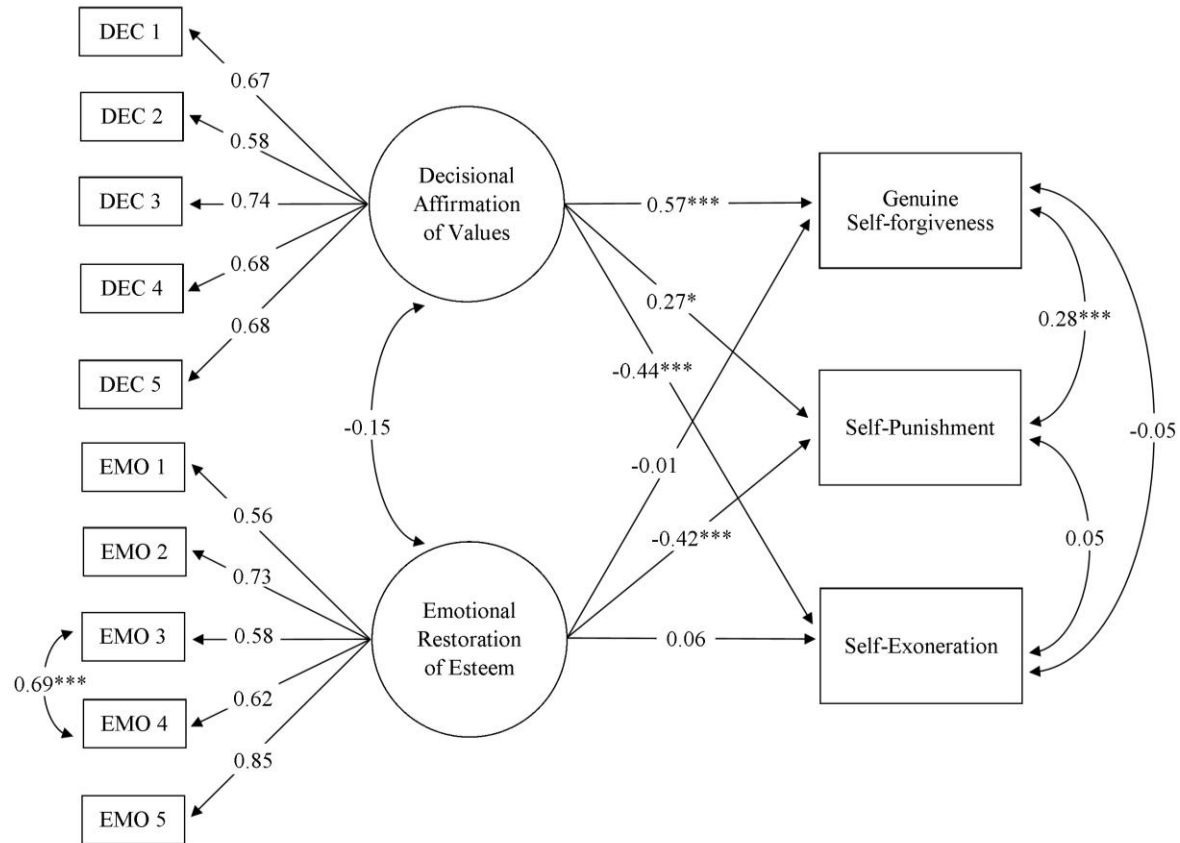 DEC 1
0.67
DEC 2
0.58
DEC 3
0.74
DEC 4
0.68
DEC 5
0.68
Decisional
Affirmation
of Values
-0.15
EMO 1
0.56
EMO 2
0.73
EMO 3
0.58
EMO 4
0.62
EMO 5
0.85
0.69***
Emotional
Restoration
of Esteem
0.57***
0.27*
-0.44***
-0.01
-0.42***
0.06
Genuine
Self-forgiveness
Self-Punishment
Self-Exoneration
0.28***
-0.05
0.05